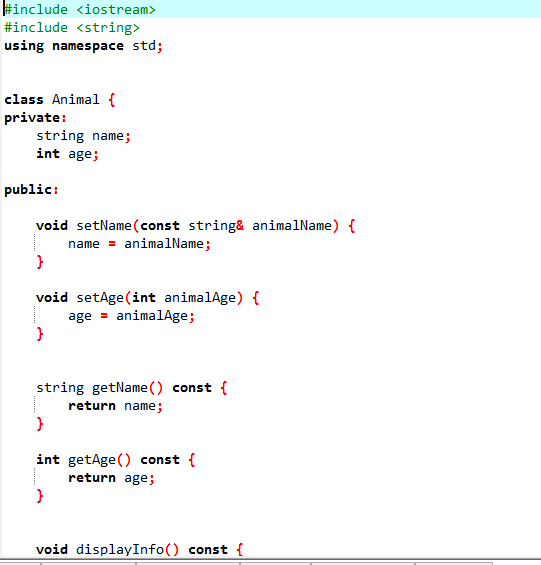 #include <iostream>
#include <string>
using namespace std;
class Animal {
private:
string name;
int age;
public:
void setName(const string& animalName) {
name = animalName;
}
void setAge(int animalAge) {
age = animalAge;
}
string getName() const {
return name;
}
int getAge() const {
return age;
}
void displayInfo() const {